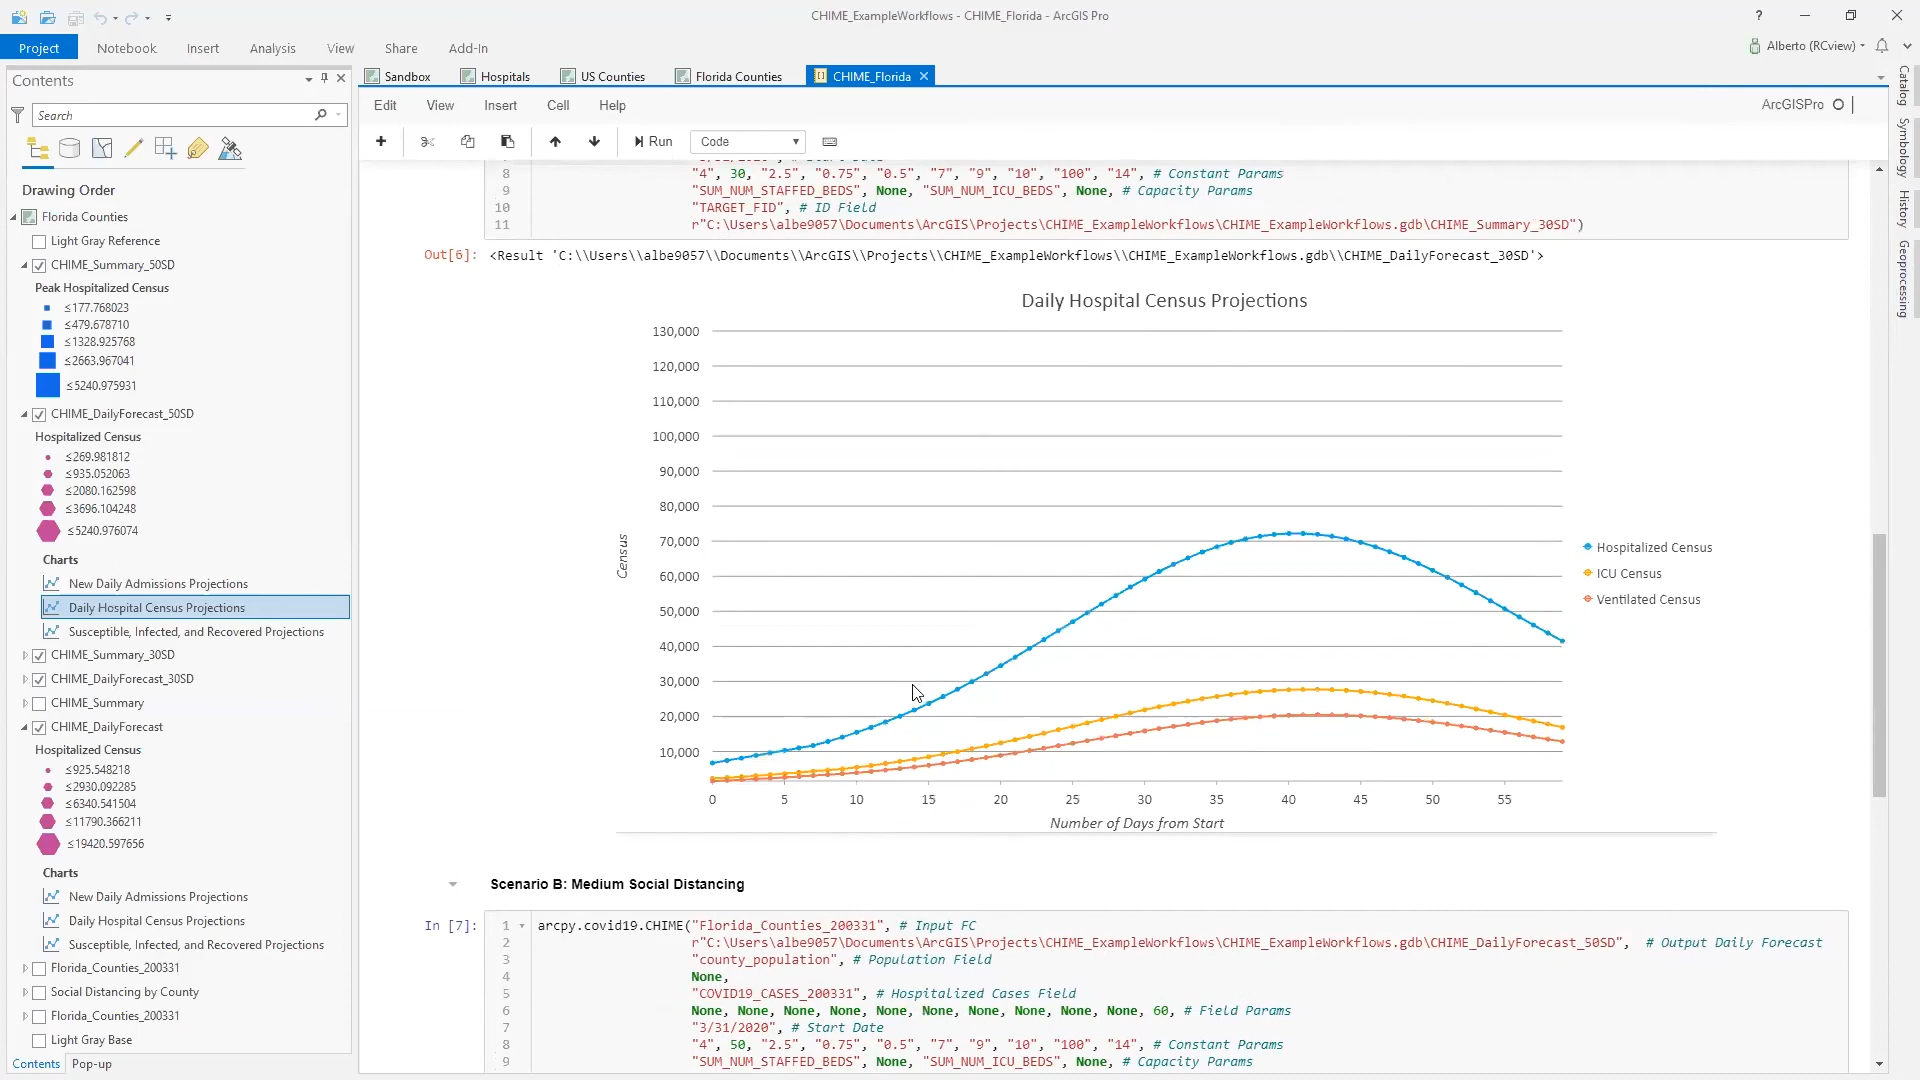 CHIME_ExampleWorkflows - CHIME_Florida - ArcGIS Pro
?
Project Notebook Insert Analysis View Share Add-In
Alberto (RCview)
Contents
Search
Drawing Order
Florida Counties
Light Gray Reference
CHIME_Summary_50SD
Peak Hospitalized Census
≤177.768023
≤479.678710
≤1328.925768
≤2663.967041
≤5240.975931
CHIME_DailyForecast_50SD
Hospitalized Census
≤269.981812
≤935.052063
≤2080.162598
≤3696.104248
≤5240.976074
Charts
New Daily Admissions Projections
Daily Hospital Census Projections
Susceptible, Infected, and Recovered Projections
CHIME_Summary_30SD
CHIME_DailyForecast_30SD
CHIME_Summary
CHIME_DailyForecast
Hospitalized Census
≤925.548218
≤2930.092285
≤6340.541504
≤11790.366211
≤19420.597656
Charts
New Daily Admissions Projections
Daily Hospital Census Projections
Susceptible, Infected, and Recovered Projections
Florida_Counties_200331
Social Distancing by County
Florida_Counties_200331
Light Gray Base
Contents Pop-up
Sandbox Hospitals US Counties Florida Counties CHIME_Florida
Edit View Insert Cell Help
ArcGISPro
Run Code
8 "4", 30, "2.5", "0.75", "0.5", "7", "9", "10", "100", "14", # Constant Params
9 "SUM_NUM_STAFFED_BEDS", None, "SUM_NUM_ICU_BEDS", None, # Capacity Params
10 "TARGET_FID", # ID Field
11 r"C:\Users\albe9057\Documents\ArcGIS\Projects\CHIME_ExampleWorkflows\CHIME_ExampleWorkflows.gdb\CHIME_Summary_30SD")
Out[6]: <Result 'C:\\Users\\albe9057\\Documents\\ArcGIS\\Projects\\CHIME_ExampleWorkflows\\CHIME_ExampleWorkflows.gdb\\CHIME_DailyForecast_30SD'>
Daily Hospital Census Projections
130,000
120,000
110,000
100,000
90,000
80,000
70,000
60,000
50,000
40,000
30,000
20,000
10,000
Census
0 5 10 15 20 25 30 35 40 45 50 55
Number of Days from Start
Hospitalized Census
ICU Census
Ventilated Census
Scenario B: Medium Social Distancing
In [7]: 1 arcpy.covid19.CHIME("Florida_Counties_200331", # Input FC
2 r"C:\Users\albe9057\Documents\ArcGIS\Projects\CHIME_ExampleWorkflows\CHIME_ExampleWorkflows.gdb\CHIME_DailyForecast_50SD", # Output Daily Forecast
3 "county_population", # Population Field
4 None,
5 "COVID19_CASES_200331", # Hospitalized Cases Field
6 None, None, None, None, None, None, None, None, None, None, 60, # Field Params
7 "3/31/2020", # Start Date
8 "4", 50, "2.5", "0.75", "0.5", "7", "9", "10", "100", "14", # Constant Params
9 "SUM_NUM_STAFFED_BEDS", None, "SUM_NUM_ICU_BEDS", None, # Capacity Params
Catalog
Symbology
History
Geoprocessing